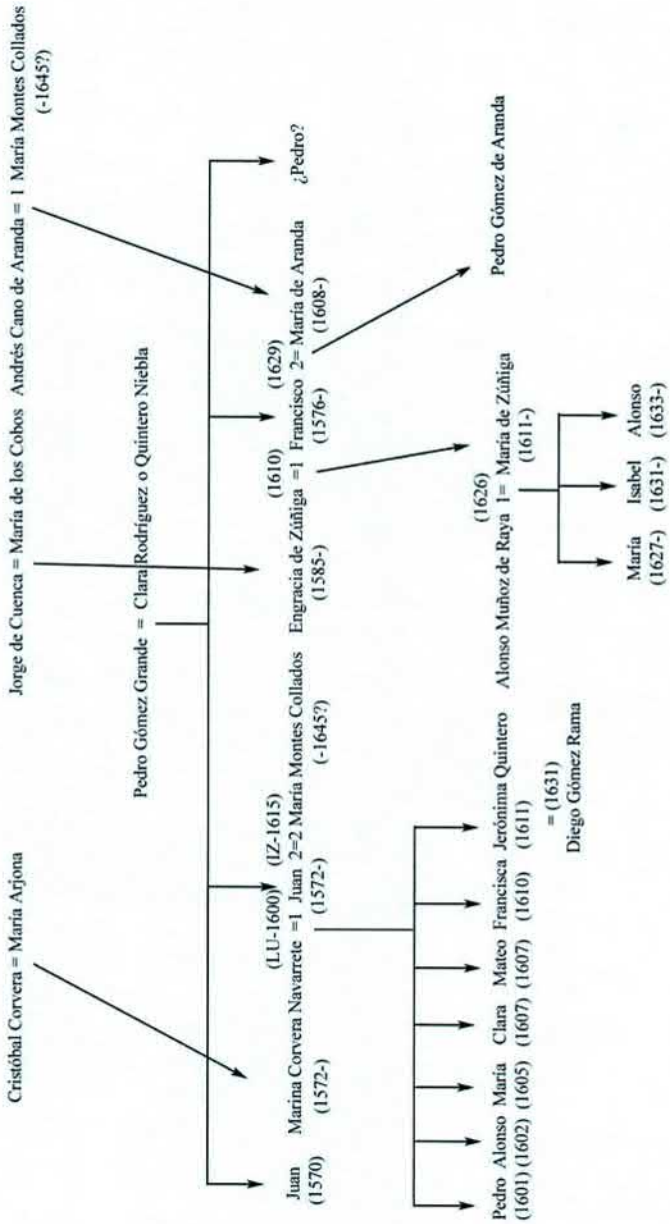 Jorge de Cuenca = María de los Cobos Andrés Cano de Aranda = 1 María Montes Collados
(-1645?)
Cristóbal Corvera = María Arjona
Pedro Gómez Grande = Clara Rodríguez o Quintero Niebla
(LU-1600) (IZ-1615)
(1610)
(1629)
Juan
(1570)
Marina Corvera Navarrete =1 Juan 2=2 María Montes Collados
(1572-) (1572-) (-1645?)
Engracia de Zúñiga =1 Francisco 2= María de Aranda
(1585-) (1576-) (1608-)
¿Pedro?
Pedro Alonso María Clara Mateo Francisca Jerónima Quintero
(1601) (1602) (1605) (1607) (1607) (1610) (1611)
= (1631)
Diego Gómez Rama
(1626)
Alonso Muñoz de Raya 1= María de Zúñiga
(1611-)
Pedro Gómez de Aranda
María Isabel Alonso
(1627-) (1631-) (1633-)